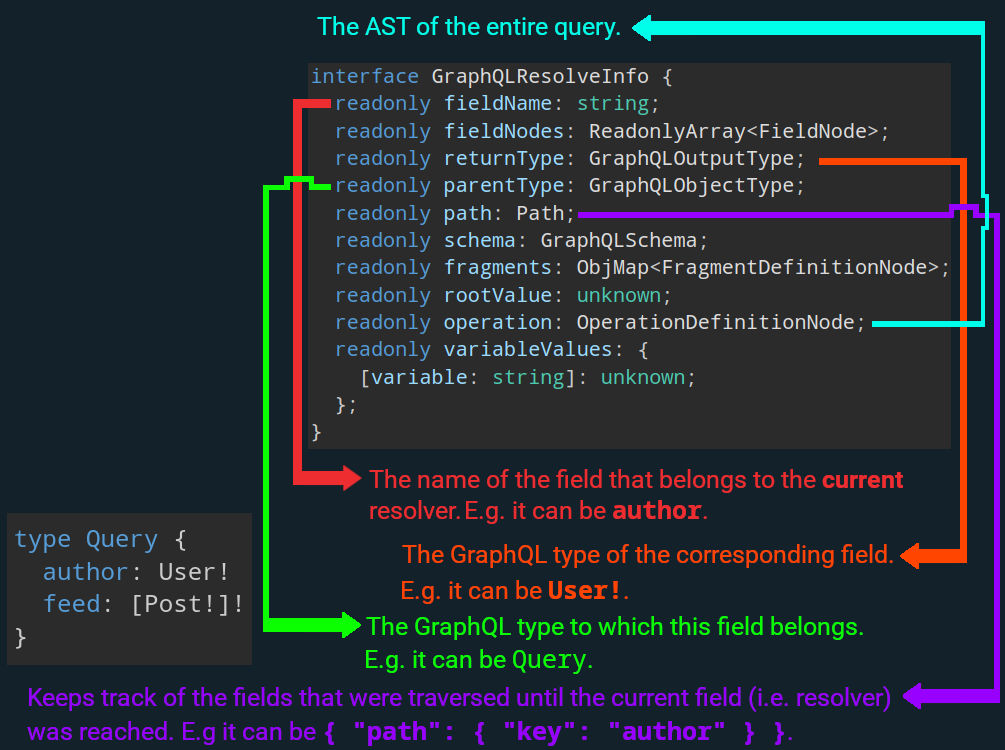 The AST of the entire query.
interface GraphQLResolveInfo {
readonly fieldName: string;
readonly fieldNodes: ReadonlyArray<FieldNode>;
readonly returnType: GraphQLOutputType;
readonly parentType: GraphQLObjectType;
readonly path: Path;
readonly schema: GraphQLSchema;
readonly fragments: ObjMap<FragmentDefinitionNode>;
readonly rootValue: unknown;
readonly operation: OperationDefinitionNode;
readonly variableValues: {
[variable: string]: unknown;
};
}
The name of the field that belongs to the current
resolver. E.g. it can be author.
The GraphQL type of the corresponding field.
E.g. it can be User!.
type Query {
author: User!
feed: [Post!]!
}
The GraphQL type to which this field belongs.
E.g. it can be Query.
Keeps track of the fields that were traversed until the current field (i.e. resolver)
was reached. E.g it can be { "path": { "key": "author" } }.